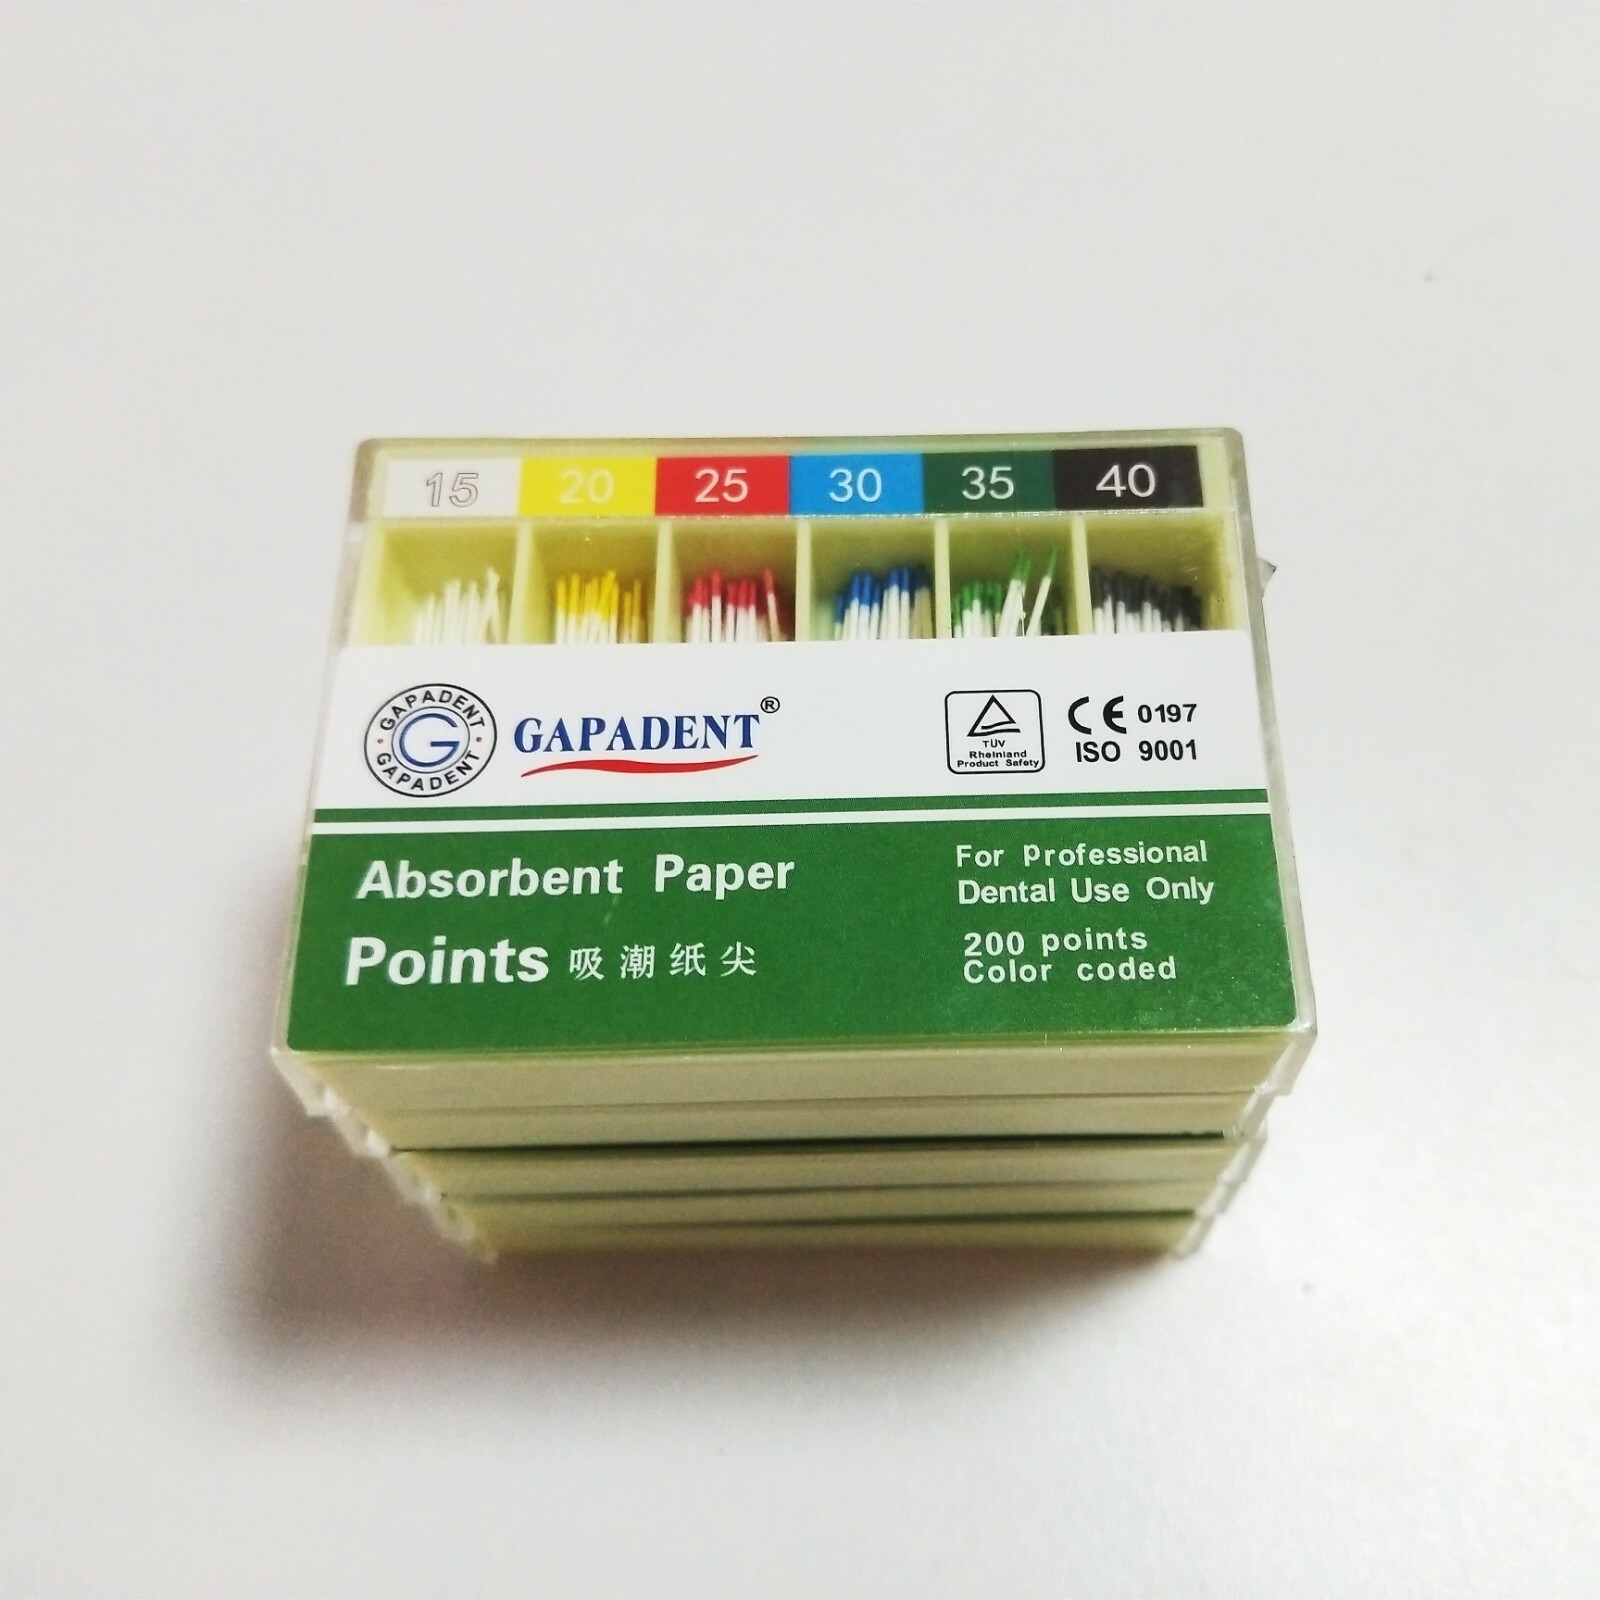 15 20 25 30 35 40
GAPADENT
G
GAPADENT
GAPADENT®
TÜV
Rheinland
Product Safety
CE 0197
ISO 9001
Absorbent Paper
Points 吸潮纸尖
For Professional
Dental Use Only
200 points
Color coded